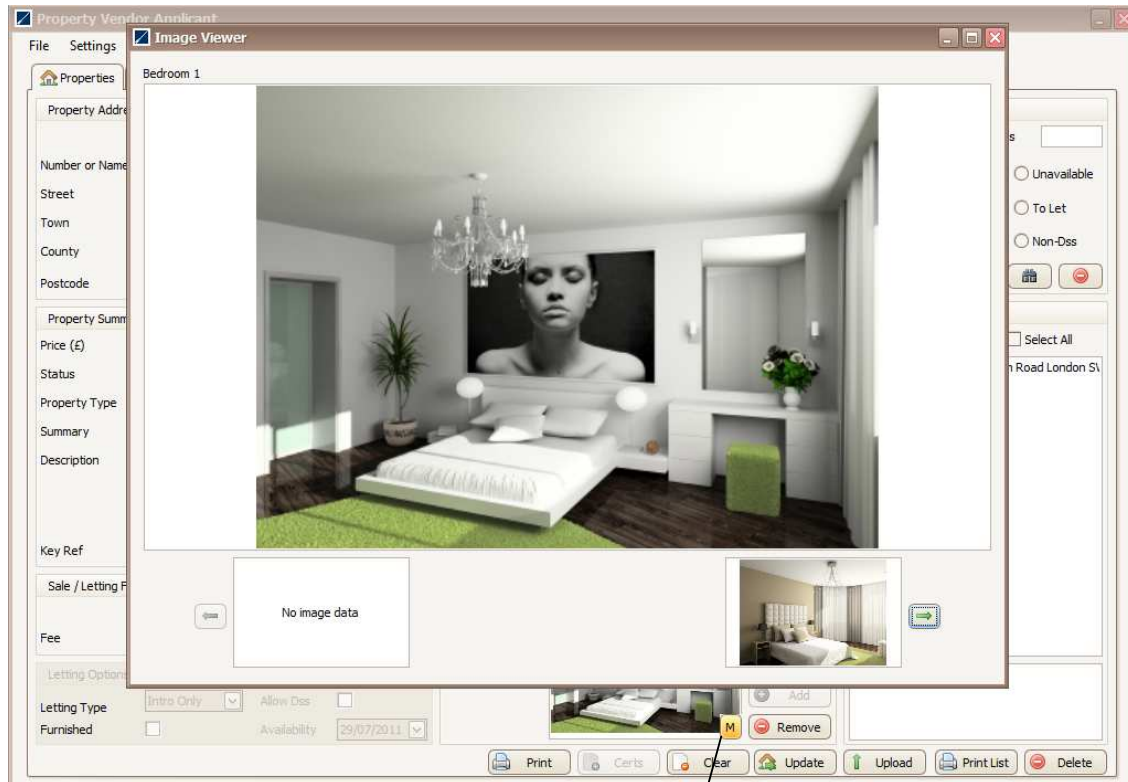 Property Vendor Applicant
File Settings
Image Viewer
Bedroom 1
Properties
Property Addre
Number or Name
Street
Town
County
Postcode
s
Unavailable
To Let
Non-Dss
Property Summ
Price (£)
Status
Property Type
Summary
Description
Key Ref
Select All
n Road London S\
Sale / Letting F
Fee
No image data
Letting Options
Letting Type Intro Only Allow Dss
Furnished Availability 29/07/2011
Add
M Remove
Print Certs Clear Update Upload Print List Delete